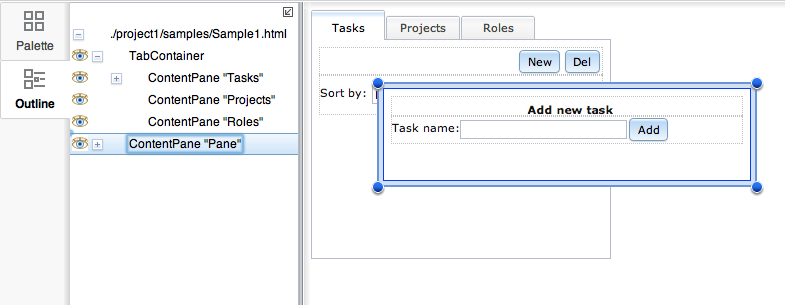 Palette
Outline
./project1/samples/Sample1.html
TabContainer
ContentPane "Tasks"
ContentPane "Projects"
ContentPane "Roles"
ContentPane "Pane"
Tasks Projects Roles
New Del
Sort by:
Add new task
Task name: Add